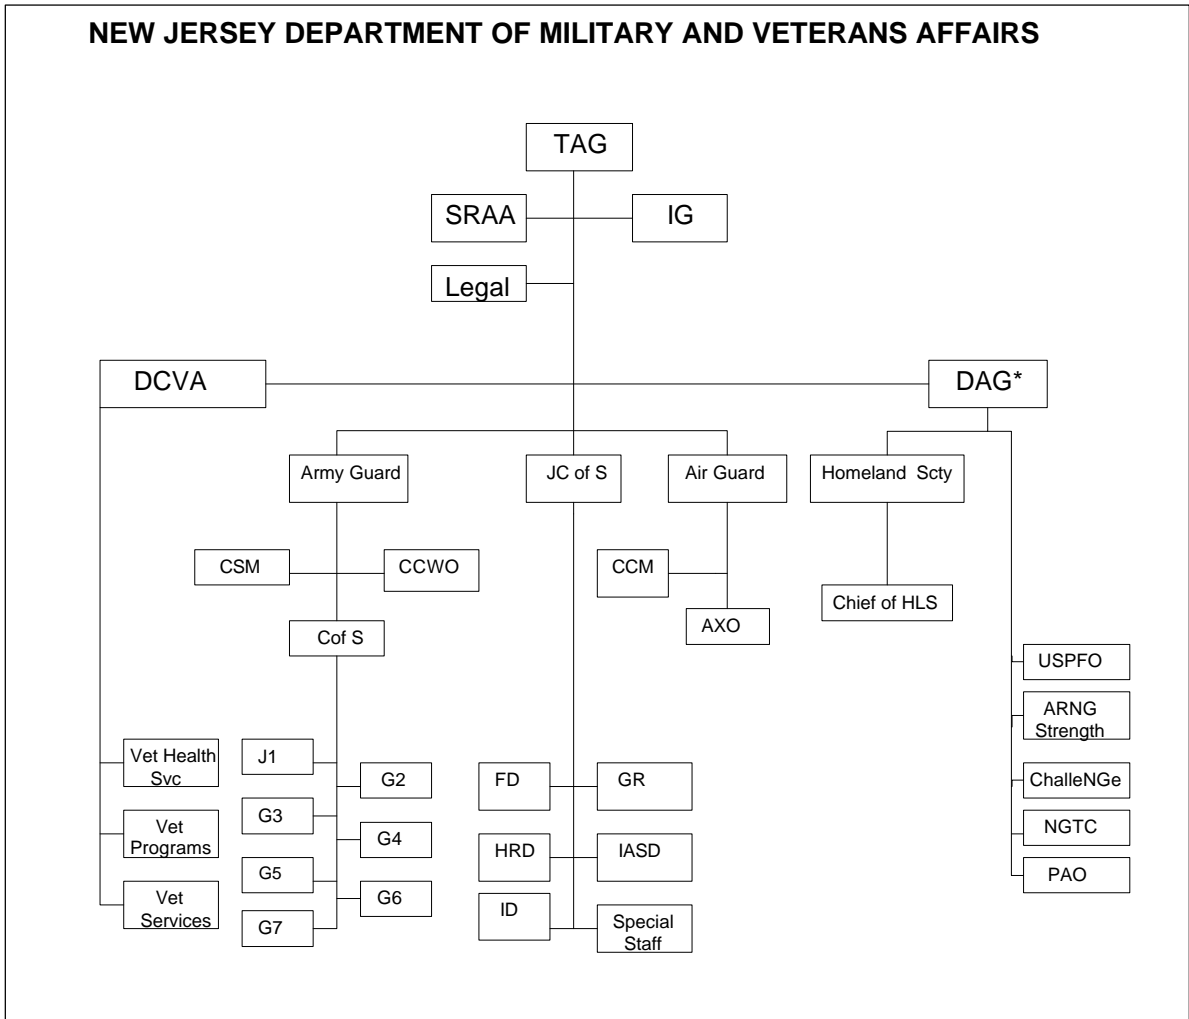 NEW JERSEY DEPARTMENT OF MILITARY AND VETERANS AFFAIRS
TAG
SRAA
IG
Legal
DCVA
DAG*
Army Guard
JC of S
Air Guard
Homeland Scty
CSM
CCWO
CCM
Chief of HLS
AXO
Cof S
USPFO
ARNG
Strength
Vet Health
Svc
J1
G2
FD
GR
ChalleNGe
Vet
Programs
G3
G4
HRD
IASD
NGTC
G5
G6
PAO
Vet
Services
G7
ID
Special
Staff